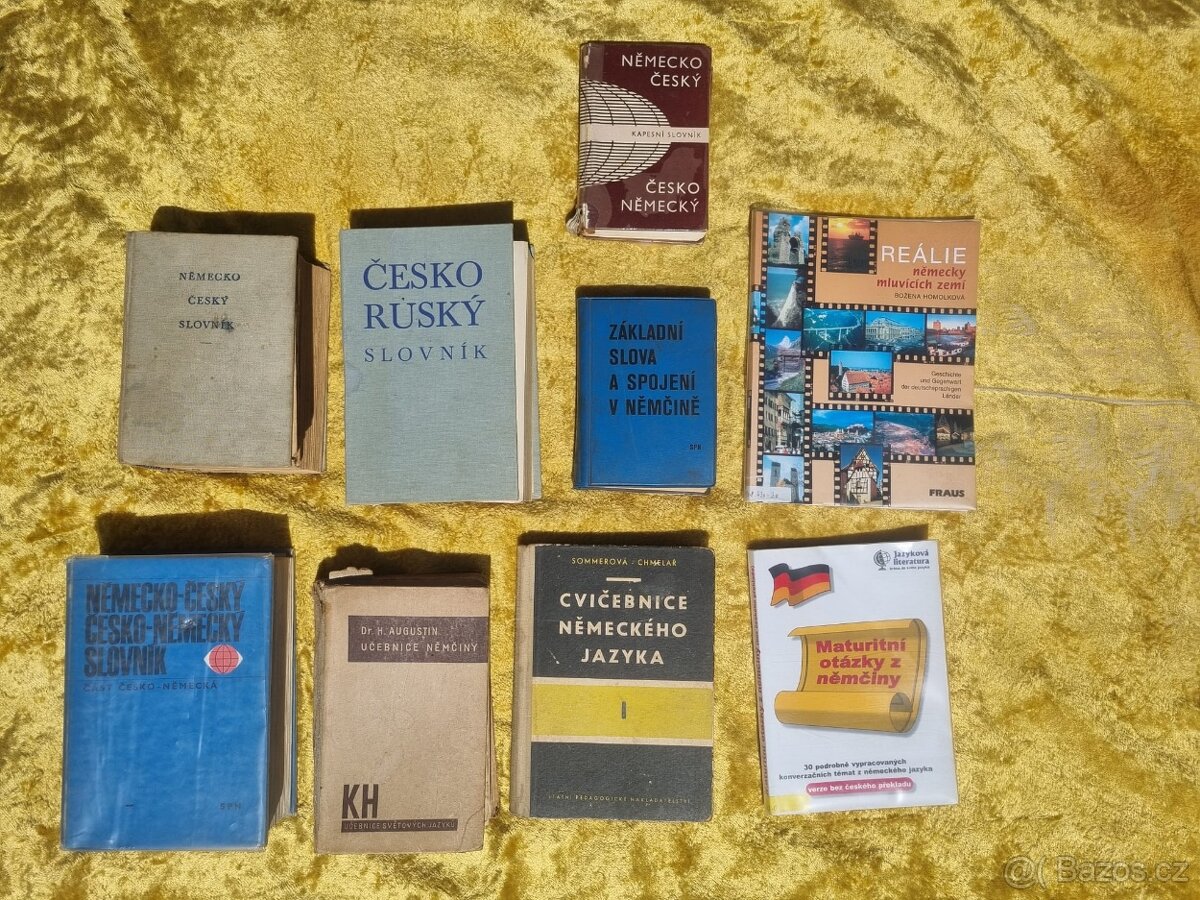 NĚMECKO
ČESKÝ
KAPESNÍ SLOVNÍK
ČESKO
NĚMECKÝ
NĚMECKO
ČESKÝ
SLOVNÍK
ČESKO
RUSKÝ
SLOVNÍK
ZÁKLADNÍ
SLOVA
A SPOJENÍ
V NĚMČINĚ
SPN
REÁLIE
německy
mluvících zemí
BOŽENA HOMOLKOVÁ
Geschichte
und Gegenwart
der deutschsprachigen
Länder
FRAUS
NĚMECKO-ČESKÝ
ČESKO-NĚMECKÝ
SLOVNÍK
ČÁST ČESKO-NĚMECKÁ
SPN
Dr. H. AUGUSTIN
UČEBNICE NĚMČINY
KH
UČEBNICE SVĚTOVÝCH JAZYKŮ
SOMMEROVÁ - CHMELAŘ
CVIČEBNICE
NĚMECKÉHO
JAZYKA
I
STÁTNÍ PEDAGOGICKÉ NAKLADATELSTVÍ
Jazyková
literatura
Maturitní
otázky z
němčiny
30 podrobně vypracovaných
konverzačních témat z německého jazyka
verze bez českého překladu
Bazos.cz